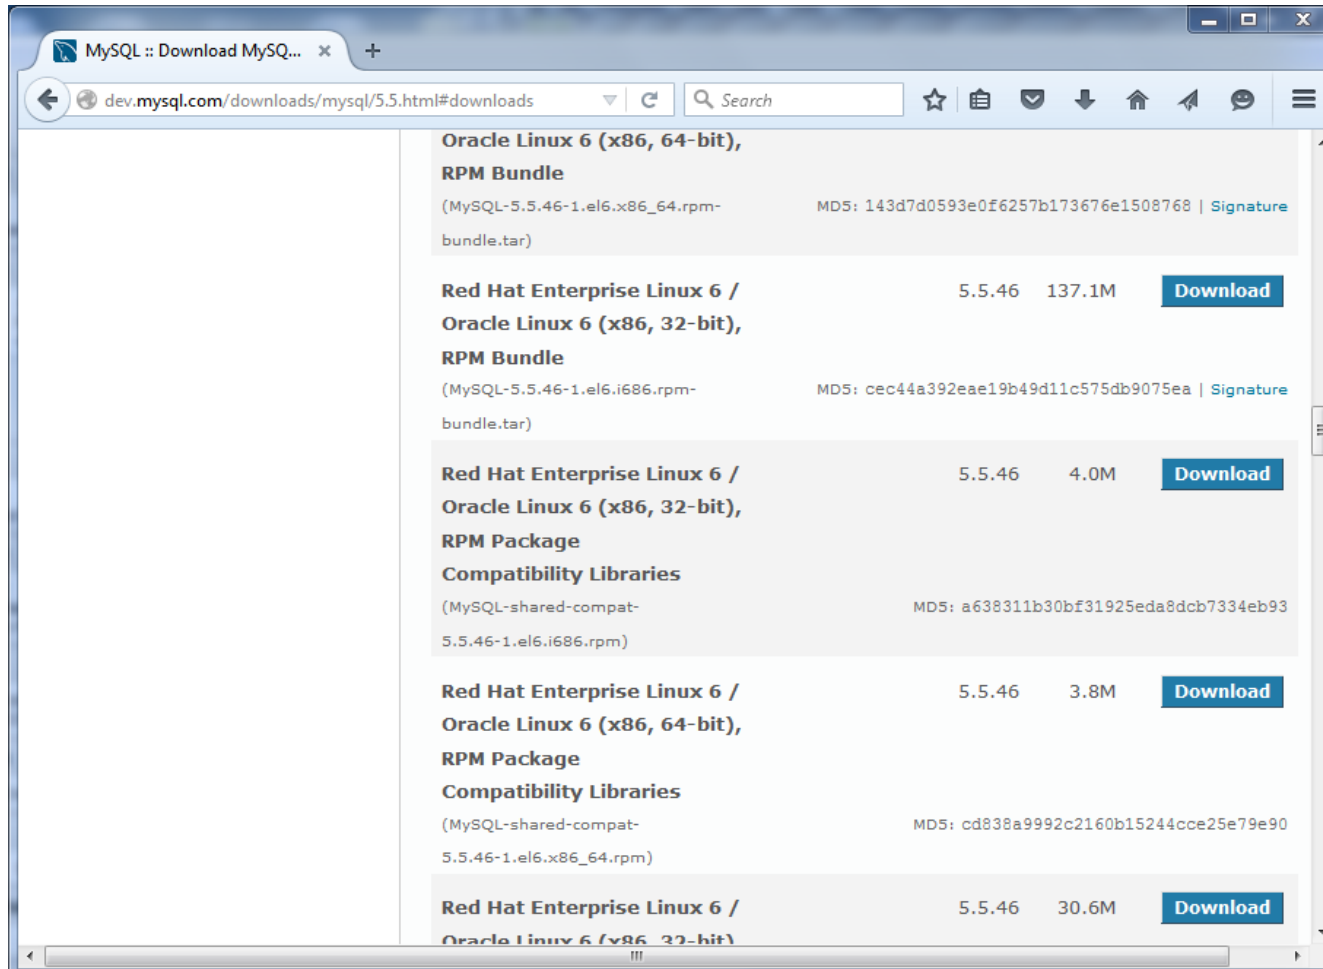 MySQL :: Download MySQ...
dev.mysql.com/downloads/mysql/5.5.html#downloads
Search
Oracle Linux 6 (x86, 64-bit),
RPM Bundle
(MySQL-5.5.46-1.el6.x86_64.rpm- MD5: 143d7d0593e0f6257b173676e1508768 | Signature
bundle.tar)
Red Hat Enterprise Linux 6 / 5.5.46 137.1M Download
Oracle Linux 6 (x86, 32-bit),
RPM Bundle
(MySQL-5.5.46-1.el6.i686.rpm- MD5: cec44a392eae19b49d11c575db9075ea | Signature
bundle.tar)
Red Hat Enterprise Linux 6 / 5.5.46 4.0M Download
Oracle Linux 6 (x86, 32-bit),
RPM Package
Compatibility Libraries
(MySQL-shared-compat- MD5: a638311b30bf31925eda8dcb7334eb93
5.5.46-1.el6.i686.rpm)
Red Hat Enterprise Linux 6 / 5.5.46 3.8M Download
Oracle Linux 6 (x86, 64-bit),
RPM Package
Compatibility Libraries
(MySQL-shared-compat- MD5: cd838a9992c2160b15244cce25e79e90
5.5.46-1.el6.x86_64.rpm)
Red Hat Enterprise Linux 6 / 5.5.46 30.6M Download
Oracle Linux 6 (x86, 32-bit),